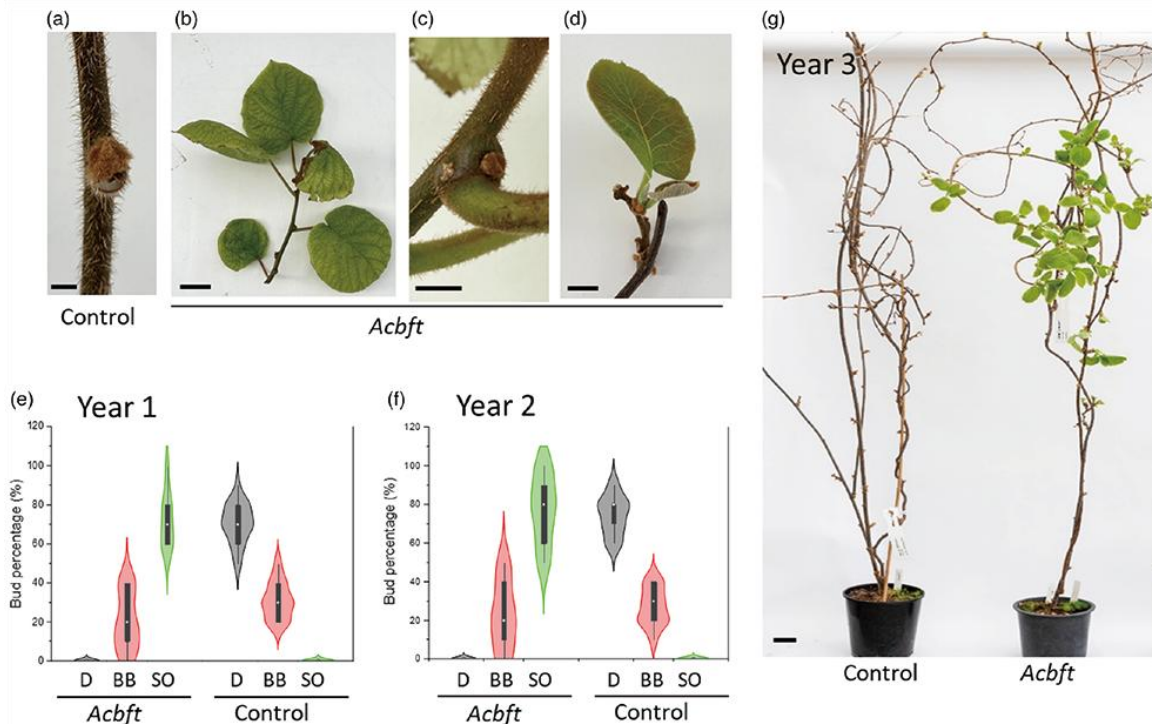 (a)
(b)
(c)
(d)
(g)
Year 3
Control
Acbft
(e)
Year 1
(f)
Year 2
120
100
80
60
40
20
0
Bud percentage (%)
D BB SO D BB SO
Acbft Control
120
100
80
60
40
20
0
Bud percentage (%)
D BB SO D BB SO
Acbft Control
Control Acbft